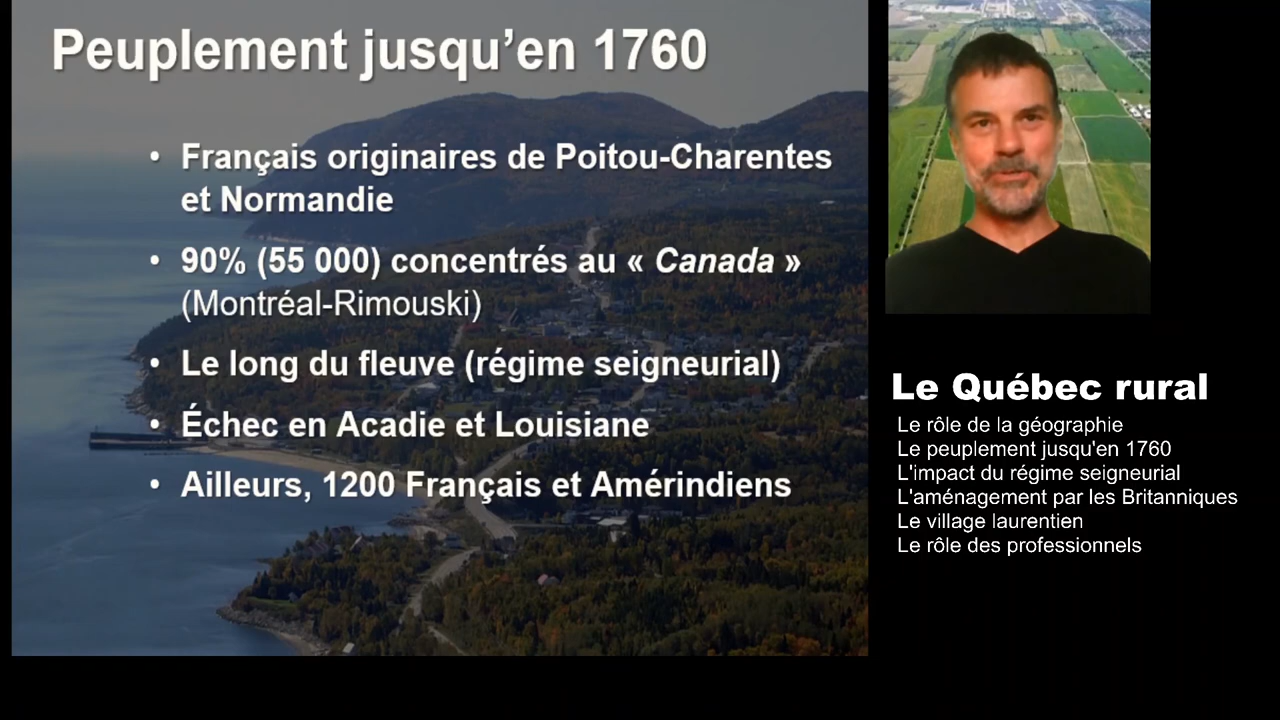 Peuplement jusqu’en 1760
• Français originaires de Poitou-Charentes
et Normandie
• 90% (55 000) concentrés au « Canada »
(Montréal-Rimouski)
• Le long du fleuve (régime seigneurial)
• Échec en Acadie et Louisiane
• Ailleurs, 1200 Français et Amérindiens
Le Québec rural
Le rôle de la géographie
Le peuplement jusqu'en 1760
L'impact du régime seigneurial
L'aménagement par les Britanniques
Le village laurentien
Le rôle des professionnels